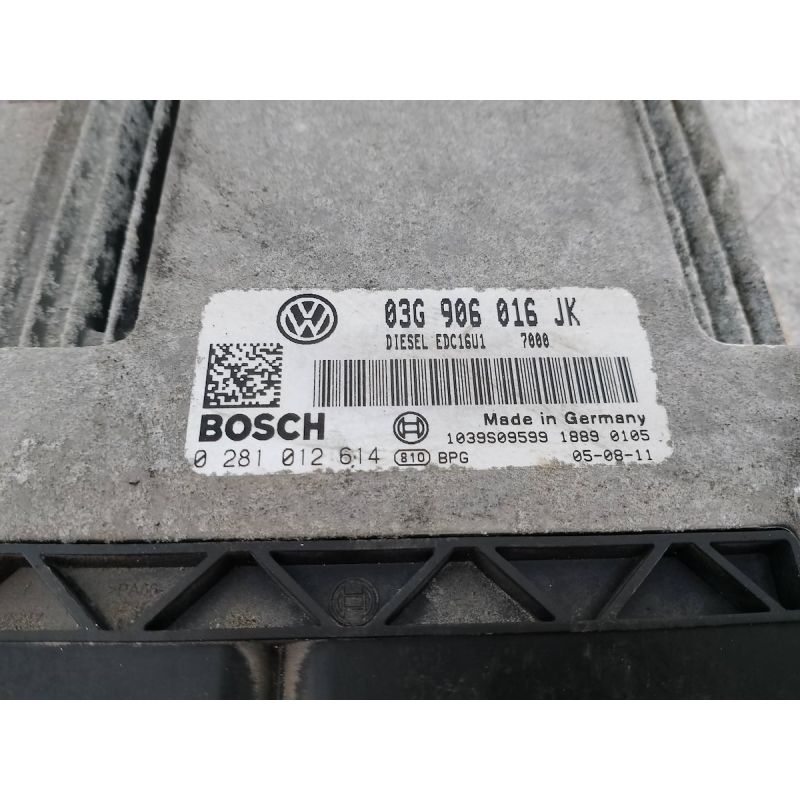 03G 906 016 JK
DIESEL EDC16U1 7000
BOSCH
Made in Germany
1039S09599 1889 0105
0 281 012 614 810 BPG 05-08-11